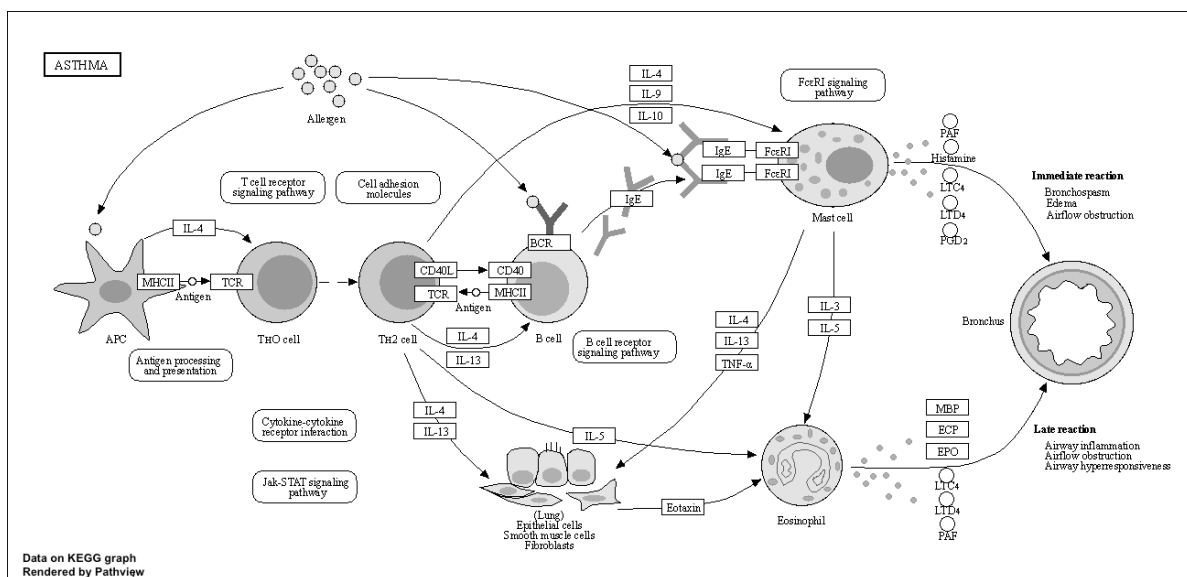 ASTHMA
Allergen
IL-4
IL-9
IL-10
FcεRI signaling
pathway
T cell receptor
signaling pathway
Cell adhesion
molecules
IgE
FcεRI
IgE
FcεRI
IgE
Mast cell
PAF
Histamine
LTC4
LTD4
PGD2
Immediate reaction
Bronchospasm
Edema
Airflow obstruction
IL-4
MHCII
TCR
Antigen
APC
TH0 cell
CD40L
CD40
TCR
MHCII
Antigen
BCR
TH2 cell
B cell
IL-4
IL-13
Antigen processing
and presentation
B cell receptor
signaling pathway
IL-4
IL-13
TNF-α
IL-3
IL-5
Bronchus
Cytokine-cytokine
receptor interaction
Jak-STAT signaling
pathway
IL-4
IL-13
IL-5
(Lung)
Epithelial cells
Smooth muscle cells
Fibroblasts
Eotaxin
Eosinophil
MBP
ECP
EPO
LTC4
LTD4
PAF
Late reaction
Airway inflammation
Airflow obstruction
Airway hyperresponsiveness
Data on KEGG graph
Rendered by Pathview